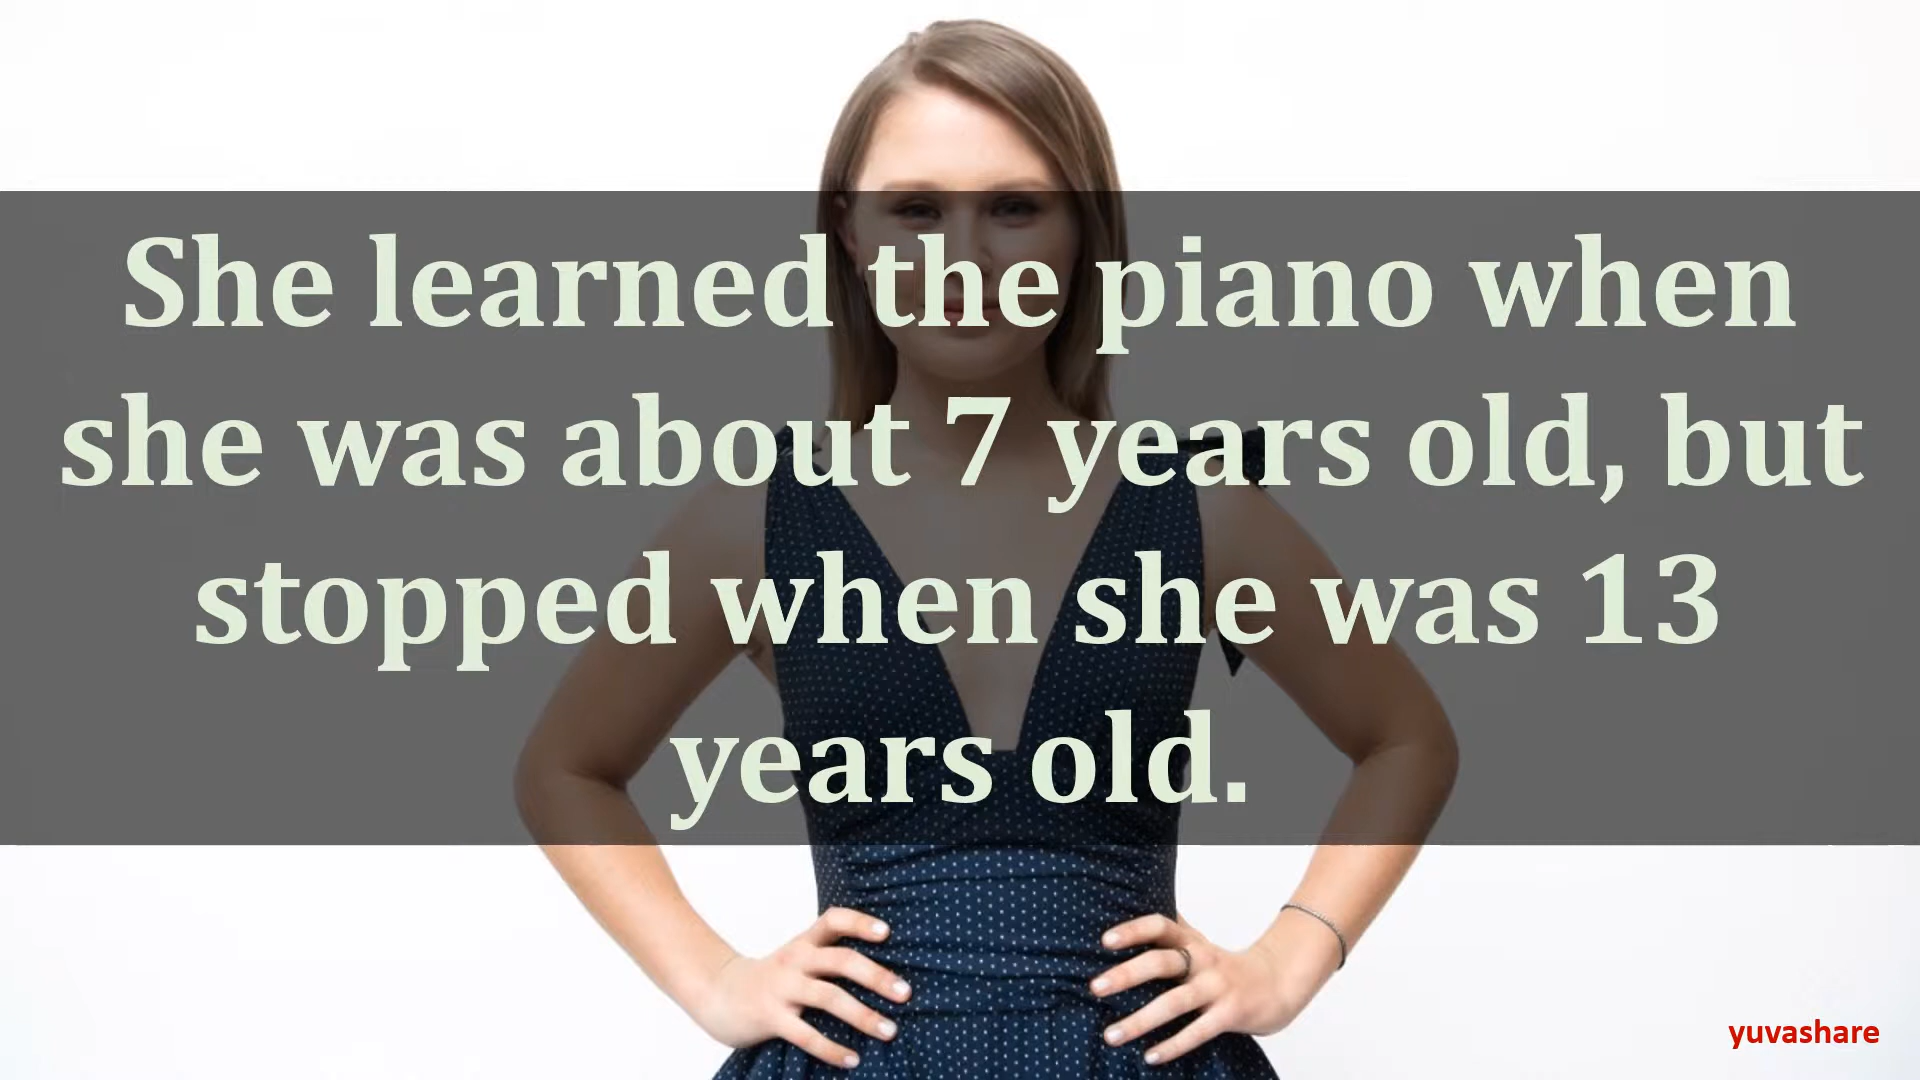 She learned the piano when
she was about 7 years old, but
stopped when she was 13
years old.
yuvashare